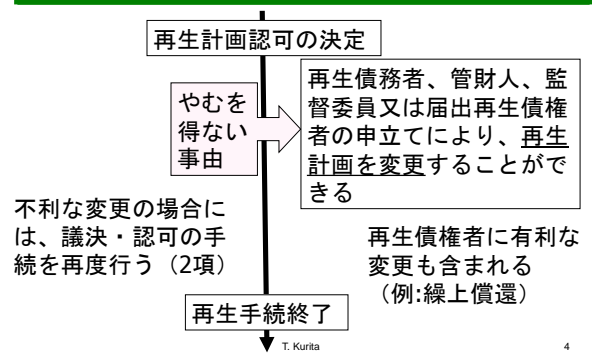 再生計画認可の決定
やむを
得ない
事由
再生債務者、管財人、監
督委員又は届出再生債権
者の申立てにより、再生
計画を変更することがで
きる
不利な変更の場合に
は、議決・認可の手
続を再度行う（2項）
再生債権者に有利な
変更も含まれる
（例:繰上償還）
再生手続終了
T. Kurita
4